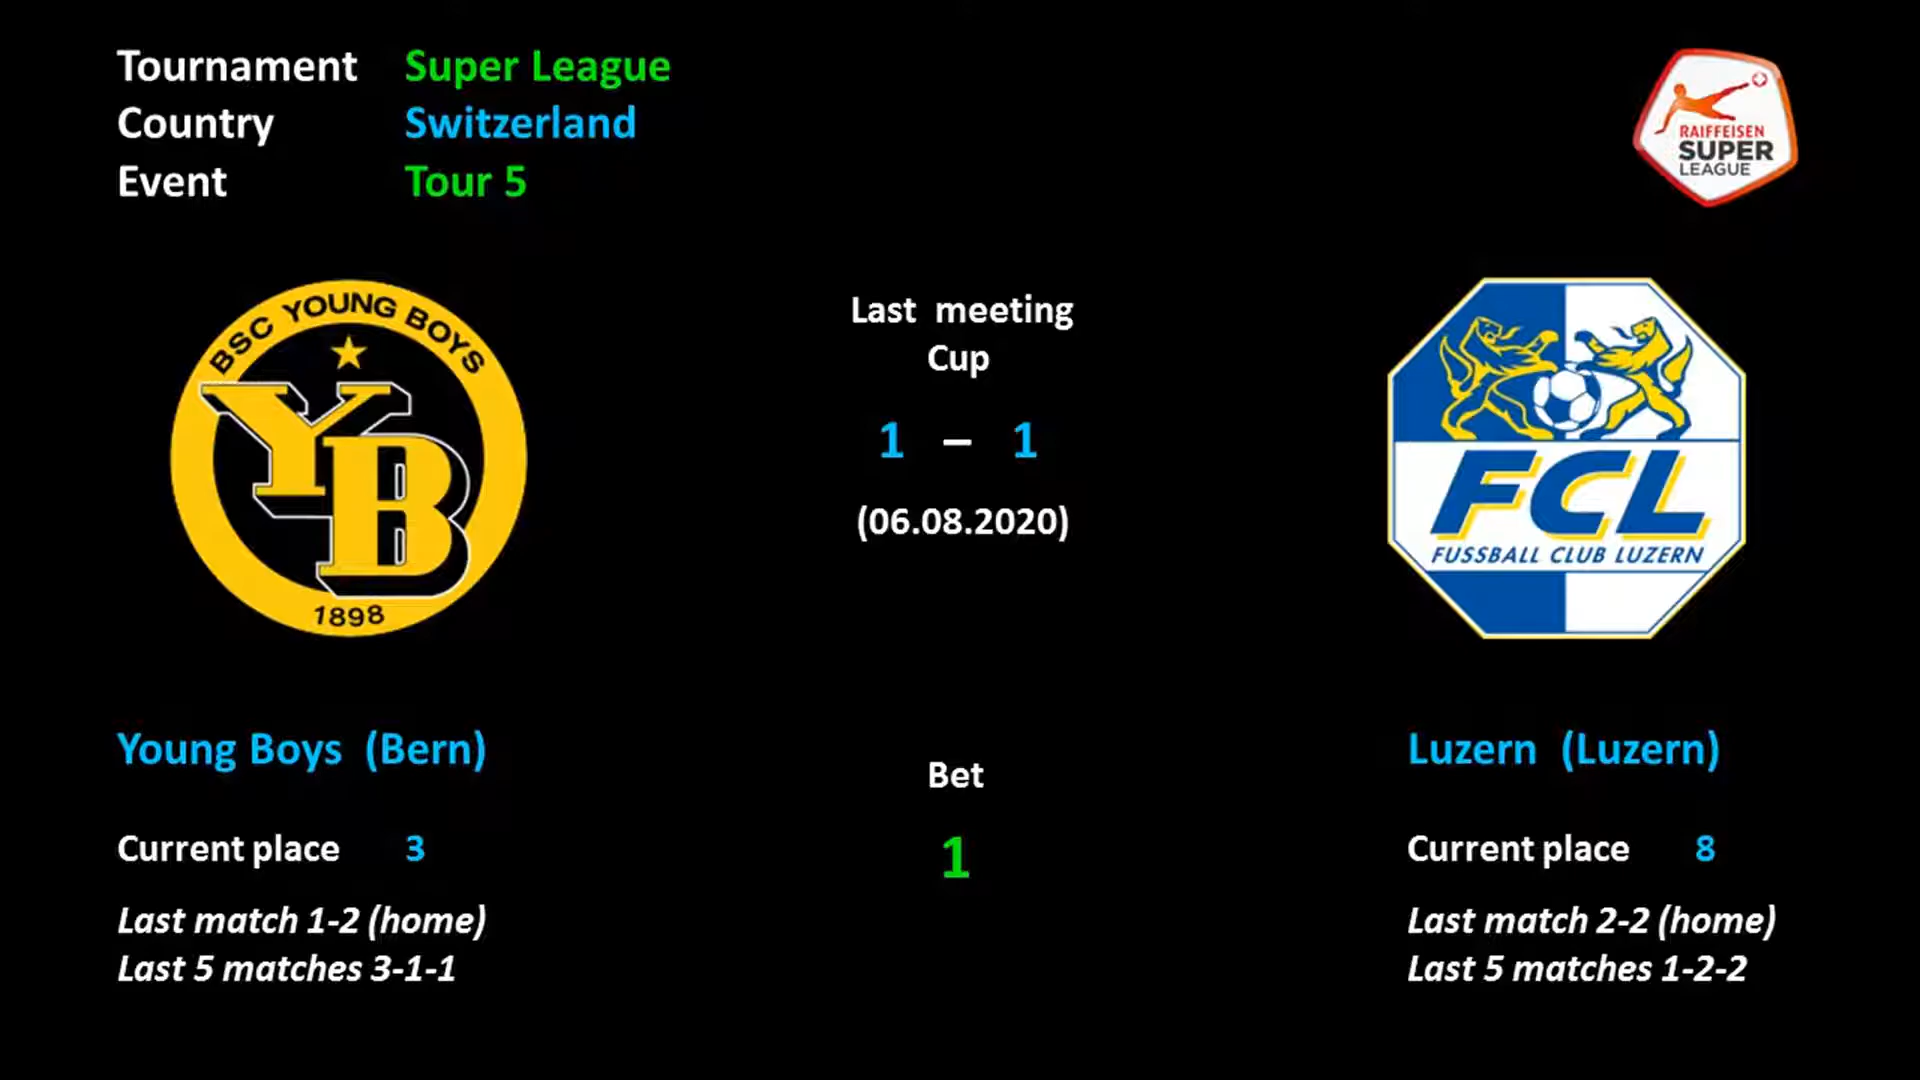 Tournament Super League
Country Switzerland
Event Tour 5
RAIFFEISEN
SUPER
LEAGUE
BSC YOUNG BOYS
YB
1898
Last meeting
Cup
1 – 1
(06.08.2020)
FCL
FUSSBALL CLUB LUZERN
Young Boys (Bern)
Current place 3
Last match 1-2 (home)
Last 5 matches 3-1-1
Bet
1
Luzern (Luzern)
Current place 8
Last match 2-2 (home)
Last 5 matches 1-2-2